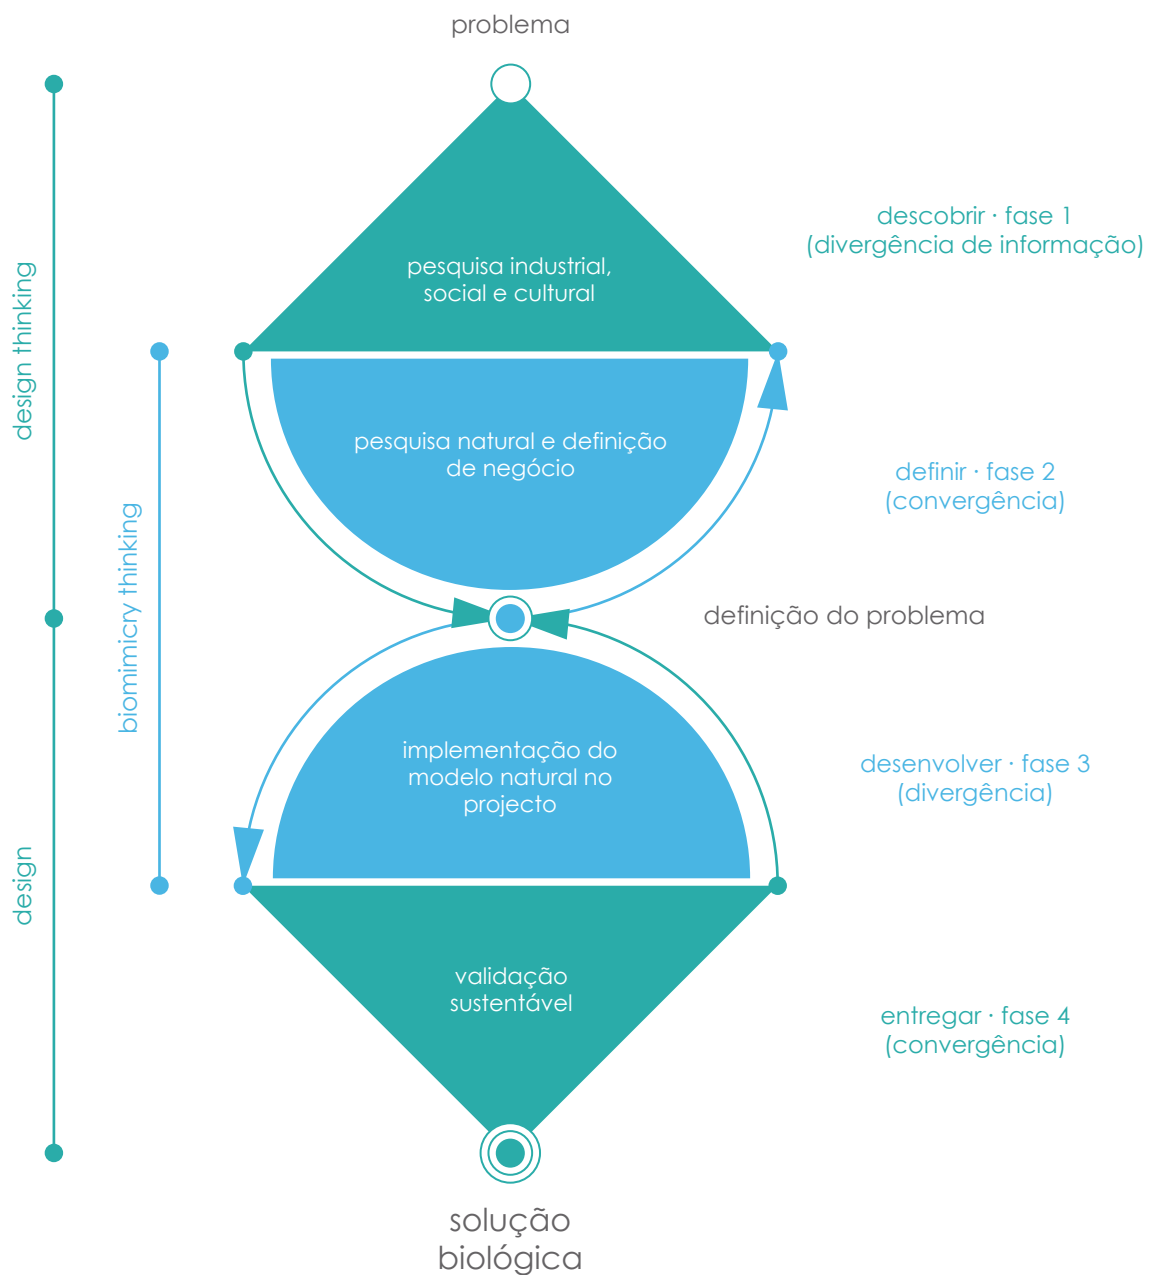 problema
descobrir · fase 1
(divergência de informação)
pesquisa industrial,
social e cultural
design thinking
pesquisa natural e definição
de negócio
definir · fase 2
(convergência)
biomimicry thinking
definição do problema
implementação do
modelo natural no
projecto
desenvolver · fase 3
(divergência)
design
validação
sustentável
entregar · fase 4
(convergência)
solução
biológica